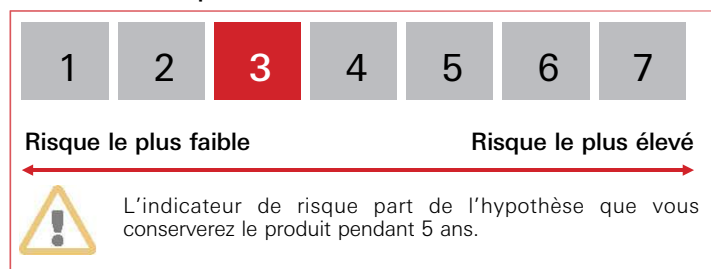 1 2 3 4 5 6 7
Risque le plus faible Risque le plus élevé
L'indicateur de risque part de l'hypothèse que vous
conserverez le produit pendant 5 ans.